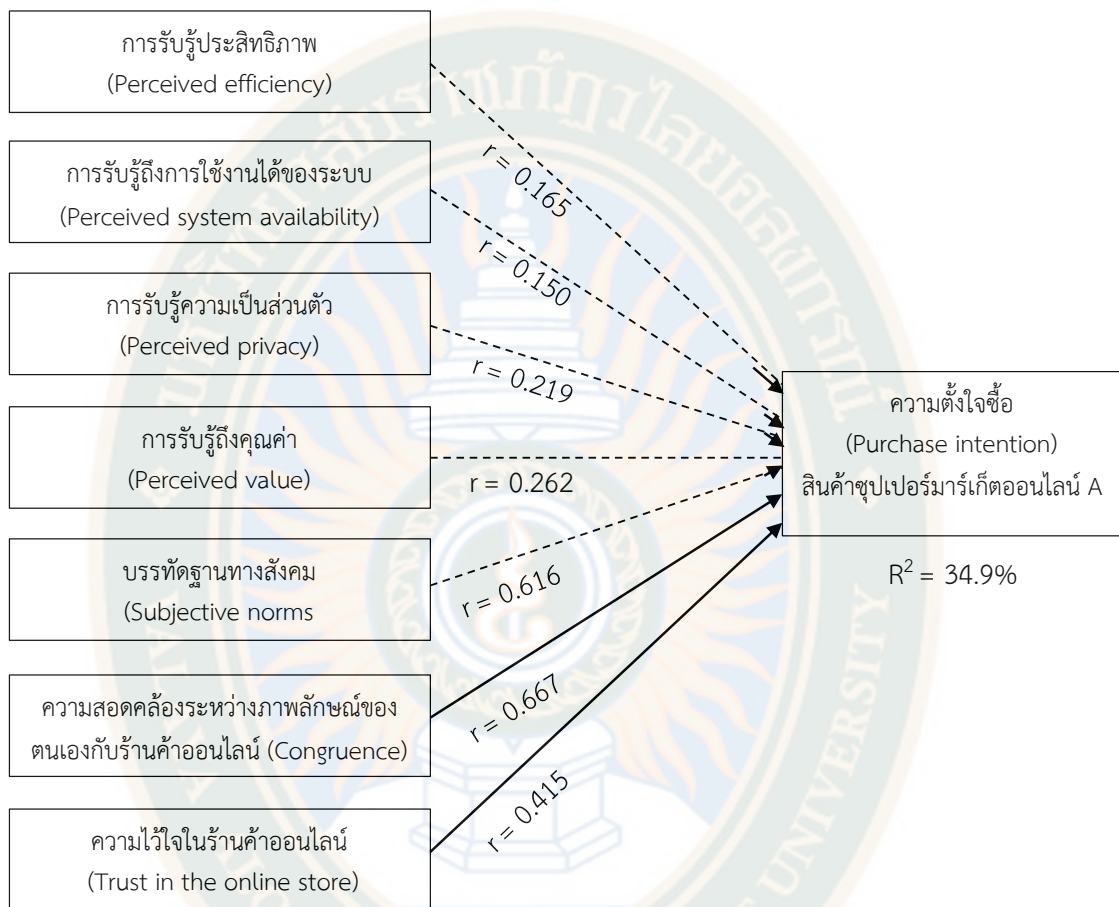 การรับรู้ประสิทธิภาพ
(Perceived efficiency)
r = 0.165
การรับรู้ถึงการใช้งานได้ของระบบ
(Perceived system availability)
r = 0.150
การรับรู้ความเป็นส่วนตัว
(Perceived privacy)
r = 0.219
การรับรู้ถึงคุณค่า
(Perceived value)
r = 0.262
บรรทัดฐานทางสังคม
(Subjective norms
r = 0.616
ความสอดคล้องระหว่างภาพลักษณ์ของ
ตนเองกับร้านค้าออนไลน์ (Congruence)
r = 0.667
ความไว้ใจในร้านค้าออนไลน์
(Trust in the online store)
r = 0.415
ความตั้งใจซื้อ
(Purchase intention)
สินค้าซุปเปอร์มาร์เก็ตออนไลน์ A
R² = 34.9%
UNIVERSITY